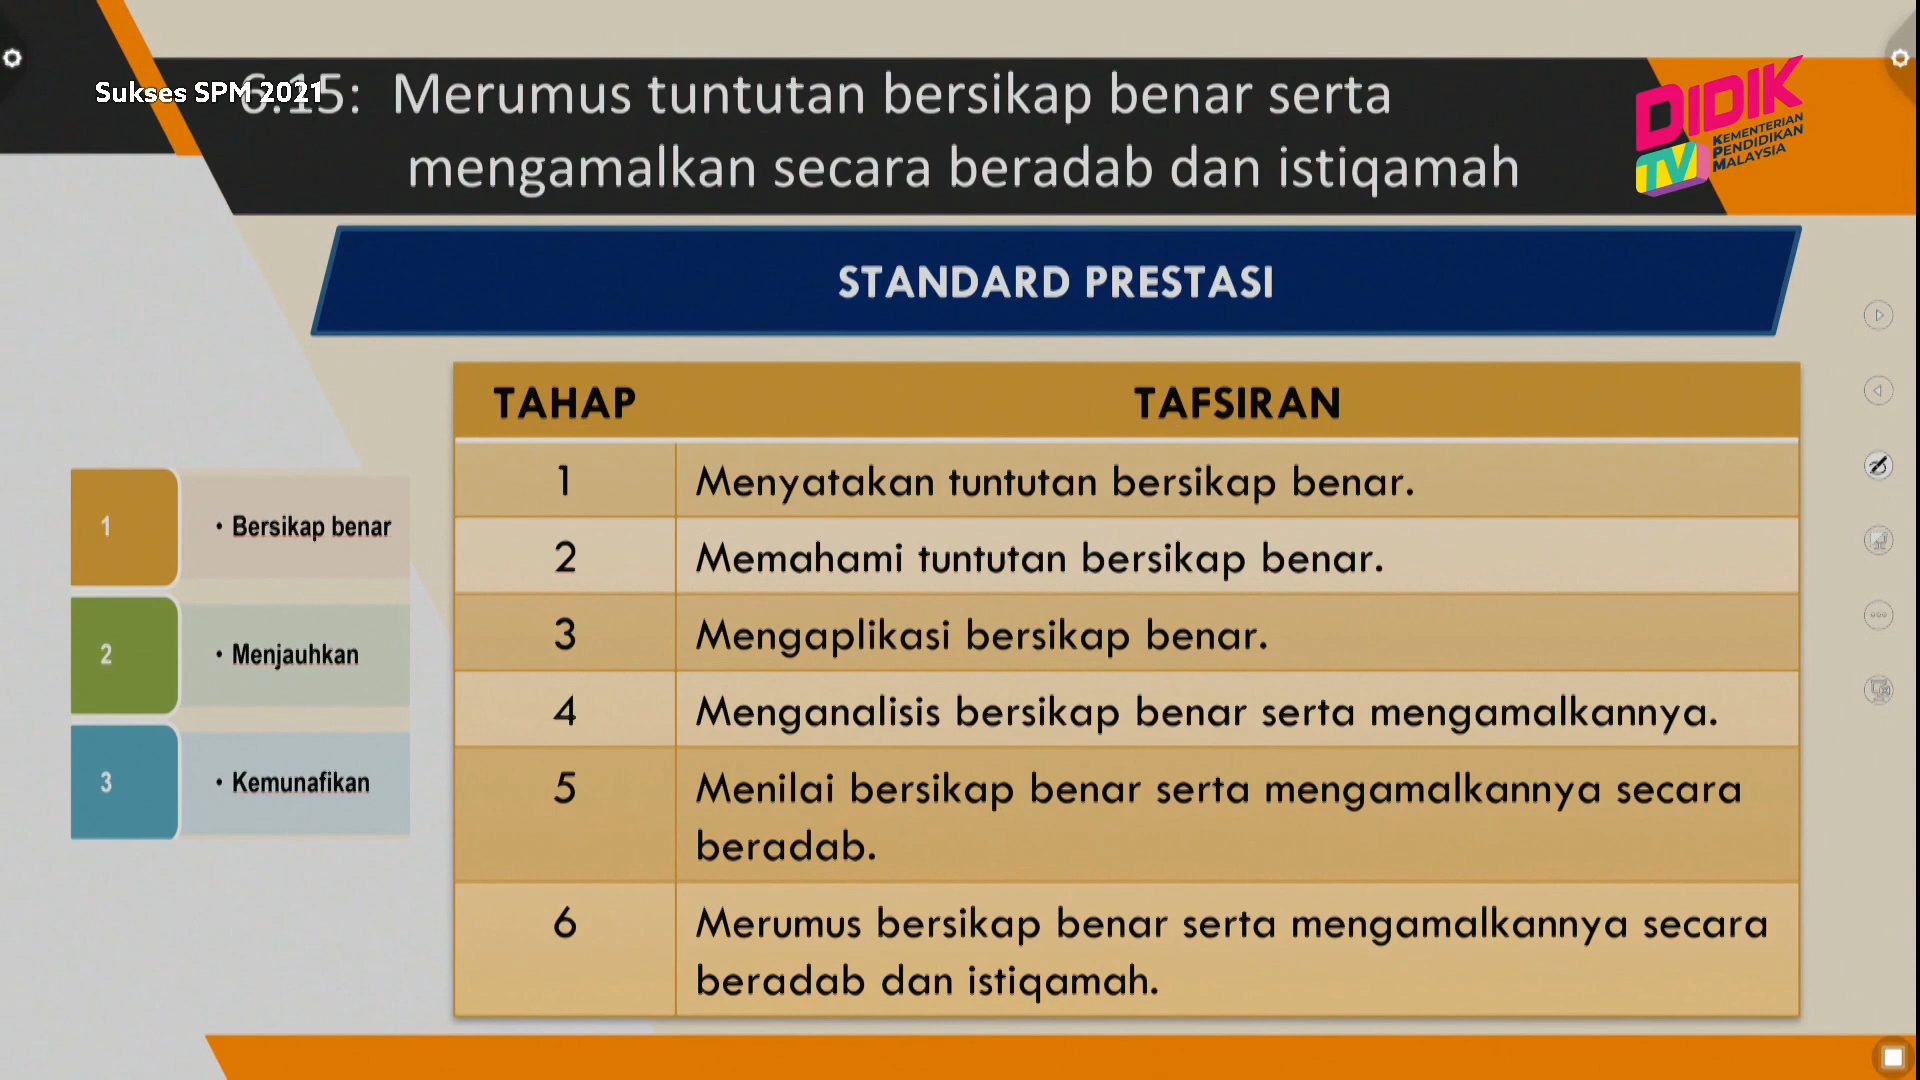 Sukses SPM 2021
6.15: Merumus tuntutan bersikap benar serta
mengamalkan secara beradab dan istiqamah
DIDIK
TV
KEMENTERIAN
PENDIDIKAN
MALAYSIA
STANDARD PRESTASI
1
• Bersikap benar
2
• Menjauhkan
3
• Kemunafikan
TAHAP TAFSIRAN
1 Menyatakan tuntutan bersikap benar.
2 Memahami tuntutan bersikap benar.
3 Mengaplikasi bersikap benar.
4 Menganalisis bersikap benar serta mengamalkannya.
5 Menilai bersikap benar serta mengamalkannya secara
beradab.
6 Merumus bersikap benar serta mengamalkannya secara
beradab dan istiqamah.